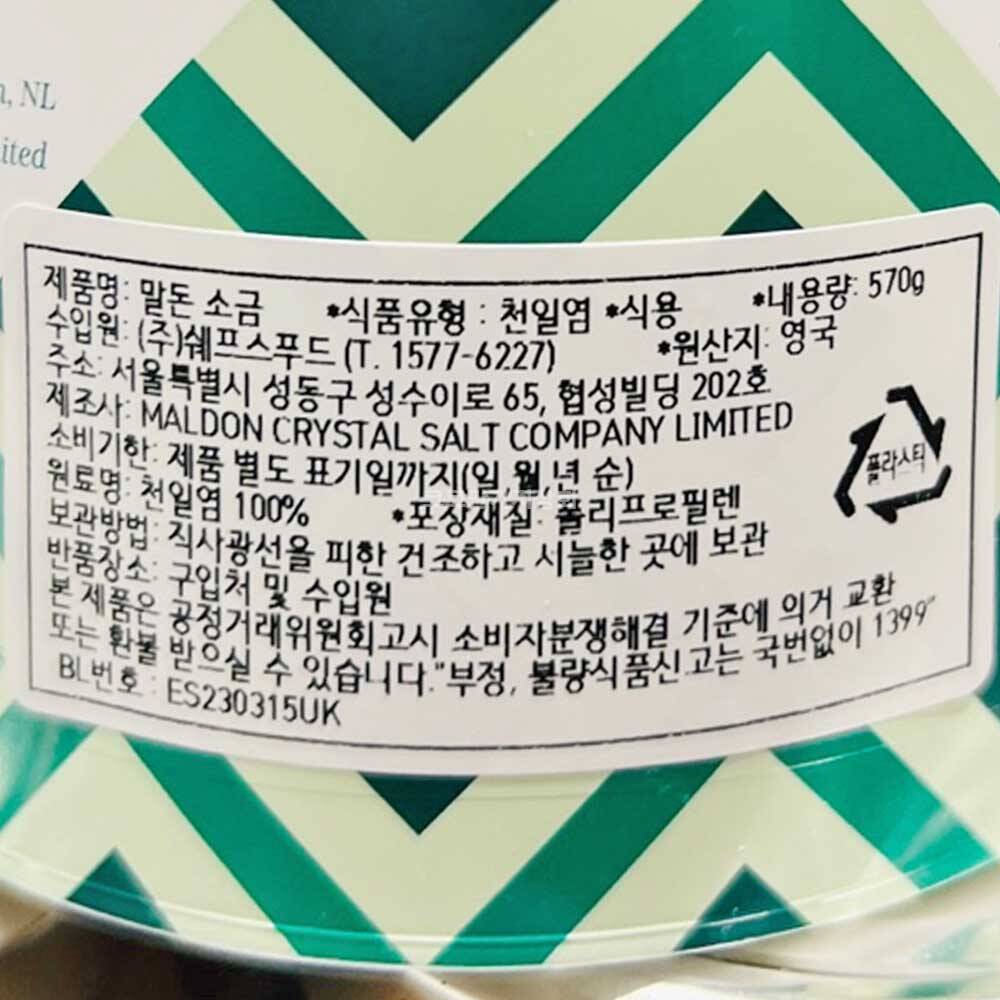 n, NL
ited
제품명: 말돈 소금 *식품유형 : 천일염 *식용 *내용량: 570g
수입원: (주)쉐프스푸드 (T. 1577-6227) *원산지: 영국
주소: 서울특별시 성동구 성수이로 65, 협성빌딩 202호
제조사: MALDON CRYSTAL SALT COMPANY LIMITED
소비기한: 제품 별도 표기일까지(일 월,년 순)
원료명: 천일염 100% *포장재질: 폴리프로필렌
보관방법: 직사광선을 피한 건조하고 시늘한 곳에 보관
반품장소: 구입처 및 수입원
본 제품은 공정거래위원회고시 소비자분쟁해결 기준에 의거 교환
또는 환불 받으실 수 있습니다."부정, 불량식품신고는 국번없이 1399"
BL번호 : ES230315UK
플라스틱